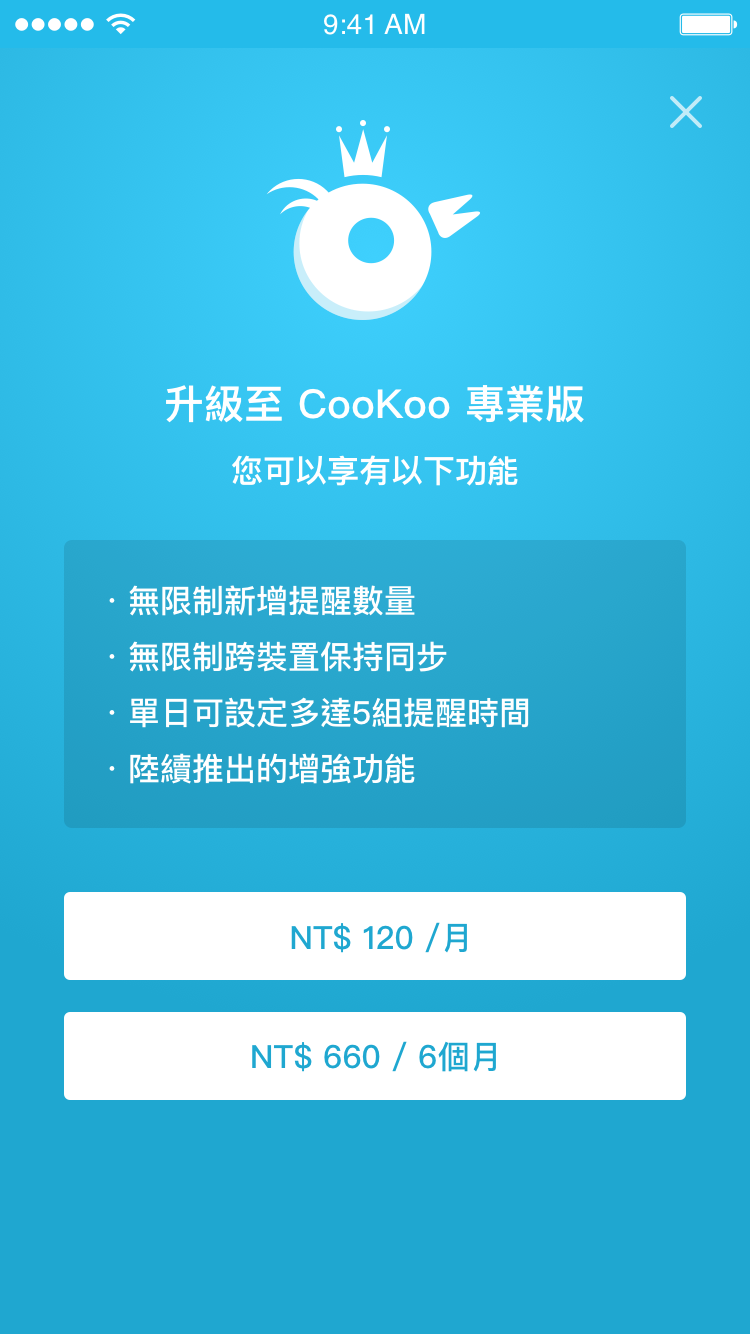 9:41 AM
升級至 CooKoo 專業版
您可以享有以下功能
· 無限制新增提醒數量
· 無限制跨裝置保持同步
· 單日可設定多達5組提醒時間
· 陸續推出的增強功能
NT$ 120 /月
NT$ 660 / 6個月